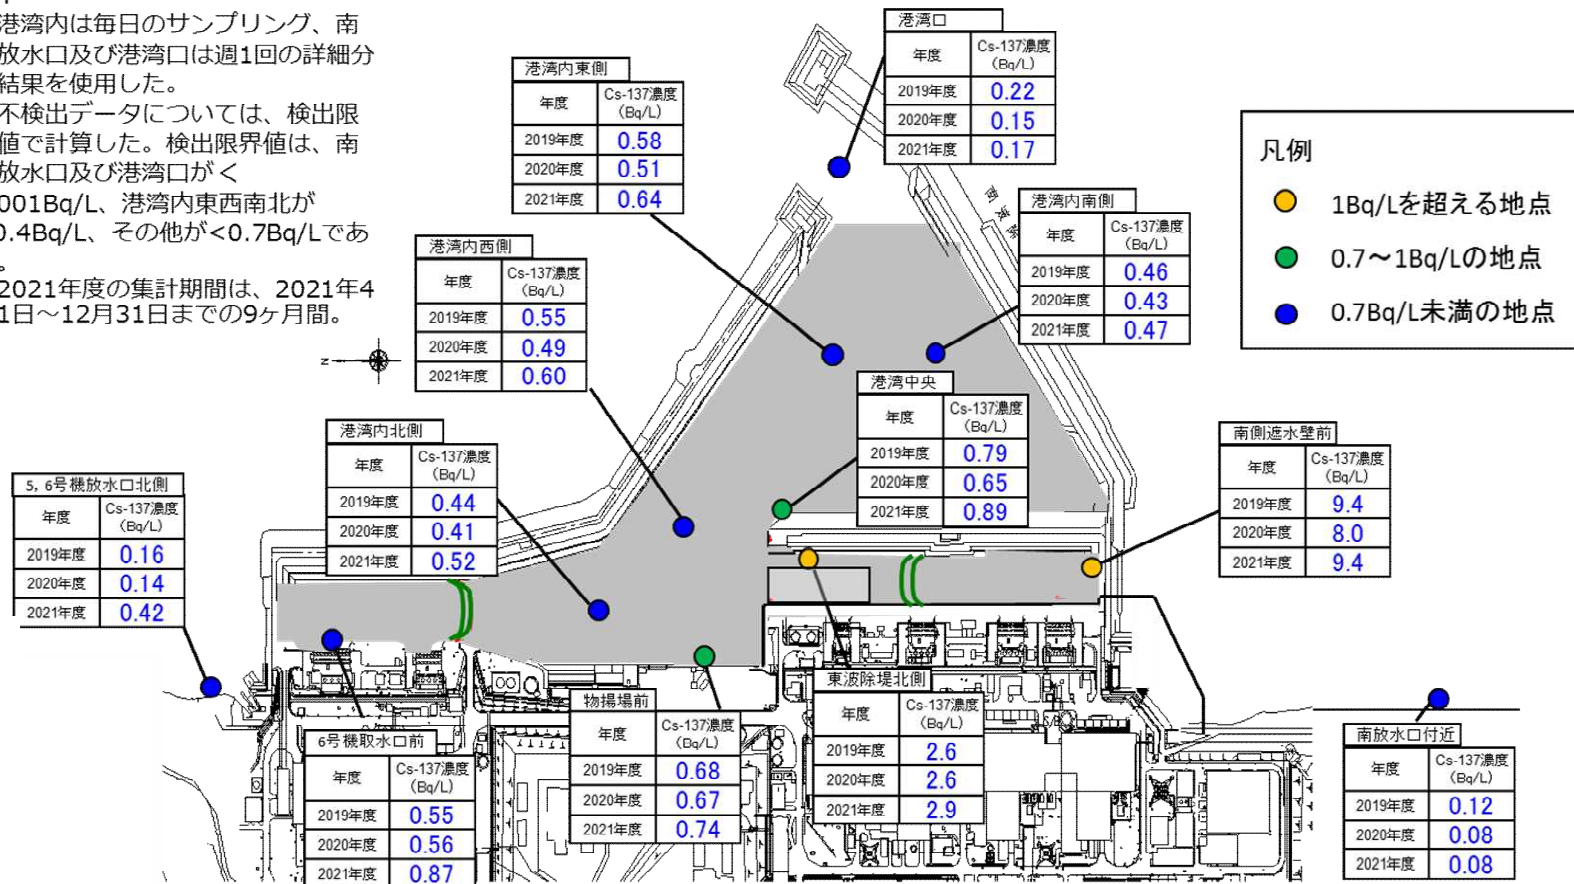 港湾内は毎日のサンプリング、南
放水口及び港湾口は週1回の詳細分
結果を使用した。
不検出データについては、検出限
値で計算した。検出限界値は、南
放水口及び港湾口がく
001Bq/L、港湾内東西南北が
0.4Bq/L、その他が<0.7Bq/Lであ
。
2021年度の集計期間は、2021年4
1日～12月31日までの9ヶ月間。
港湾口
年度 Cs-137濃度
(Bq/L)
2019年度 0.22
2020年度 0.15
2021年度 0.17
港湾内東側
年度 Cs-137濃度
(Bq/L)
2019年度 0.58
2020年度 0.51
2021年度 0.64
凡例
1Bq/Lを超える地点
0.7～1Bq/Lの地点
0.7Bq/L未満の地点
港湾内南側
年度 Cs-137濃度
(Bq/L)
2019年度 0.46
2020年度 0.43
2021年度 0.47
港湾内西側
年度 Cs-137濃度
(Bq/L)
2019年度 0.55
2020年度 0.49
2021年度 0.60
N
港湾中央
年度 Cs-137濃度
(Bq/L)
2019年度 0.79
2020年度 0.65
2021年度 0.89
港湾内北側
年度 Cs-137濃度
(Bq/L)
2019年度 0.44
2020年度 0.41
2021年度 0.52
南側遮水壁前
年度 Cs-137濃度
(Bq/L)
2019年度 9.4
2020年度 8.0
2021年度 9.4
5, 6号機放水口北側
年度 Cs-137濃度
(Bq/L)
2019年度 0.16
2020年度 0.14
2021年度 0.42
東波除堤北側
年度 Cs-137濃度
(Bq/L)
2019年度 2.6
2020年度 2.6
2021年度 2.9
物揚場前
年度 Cs-137濃度
(Bq/L)
2019年度 0.68
2020年度 0.67
2021年度 0.74
6号機取水口前
年度 Cs-137濃度
(Bq/L)
2019年度 0.55
2020年度 0.56
2021年度 0.87
南放水口付近
年度 Cs-137濃度
(Bq/L)
2019年度 0.12
2020年度 0.08
2021年度 0.08